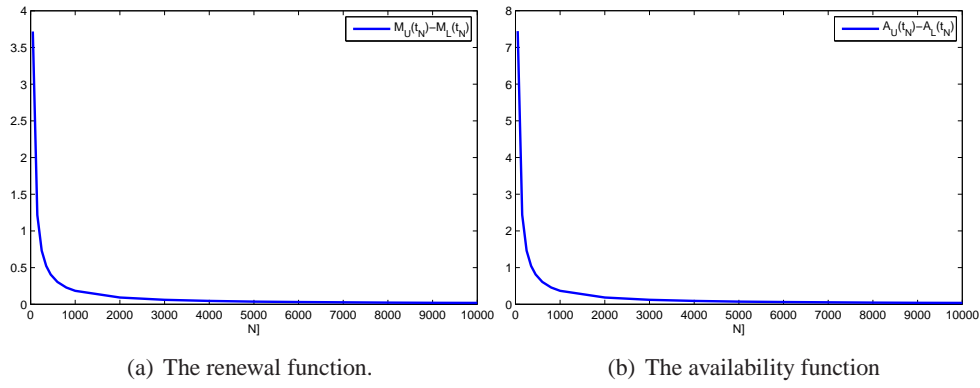 4
3.5
3
2.5
2
1.5
1
0.5
0
0 1000 2000 3000 4000 5000 6000 7000 8000 9000 10000
N]
M_U(t_N)−M_L(t_N)
(a) The renewal function.
8
7
6
5
4
3
2
1
0
0 1000 2000 3000 4000 5000 6000 7000 8000 9000 10000
N]
A_U(t_N)−A_L(t_N)
(b) The availability function